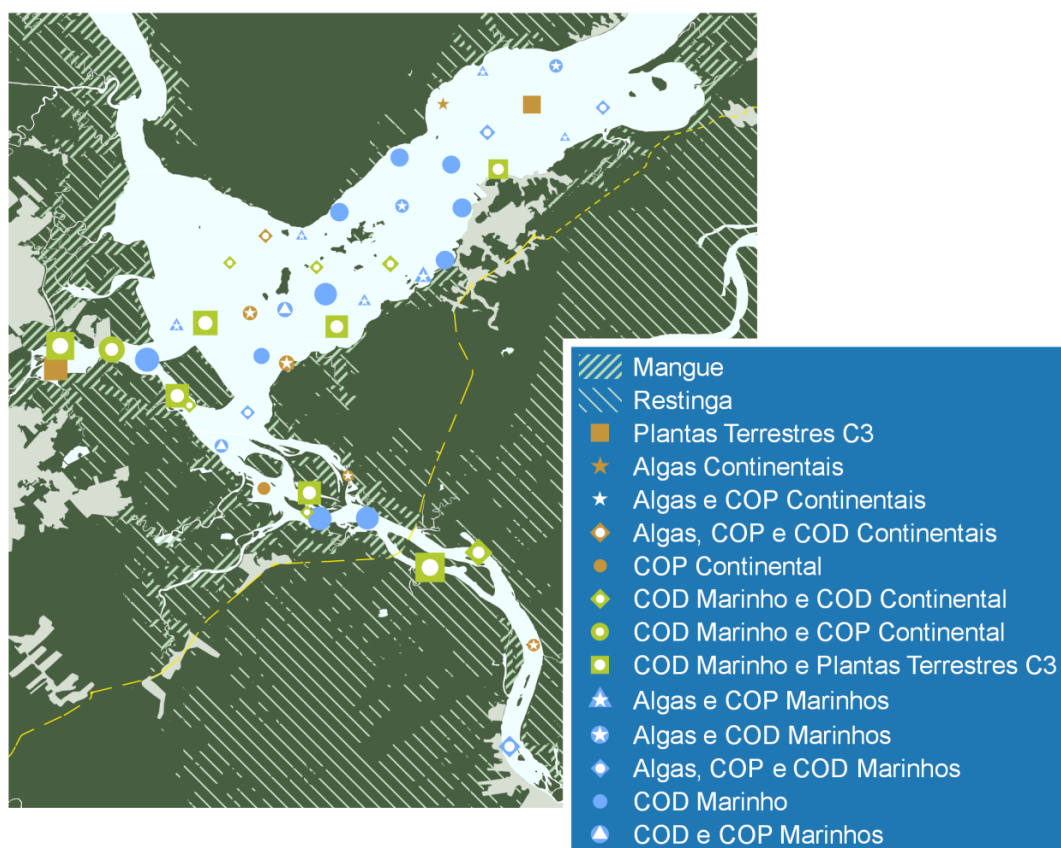 Mangue
Restinga
Plantas Terrestres C3
Algas Continentais
Algas e COP Continentais
Algas, COP e COD Continentais
COP Continental
COD Marinho e COD Continental
COD Marinho e COP Continental
COD Marinho e Plantas Terrestres C3
Algas e COP Marinhos
Algas e COD Marinhos
Algas, COP e COD Marinhos
COD Marinho
COD e COP Marinhos